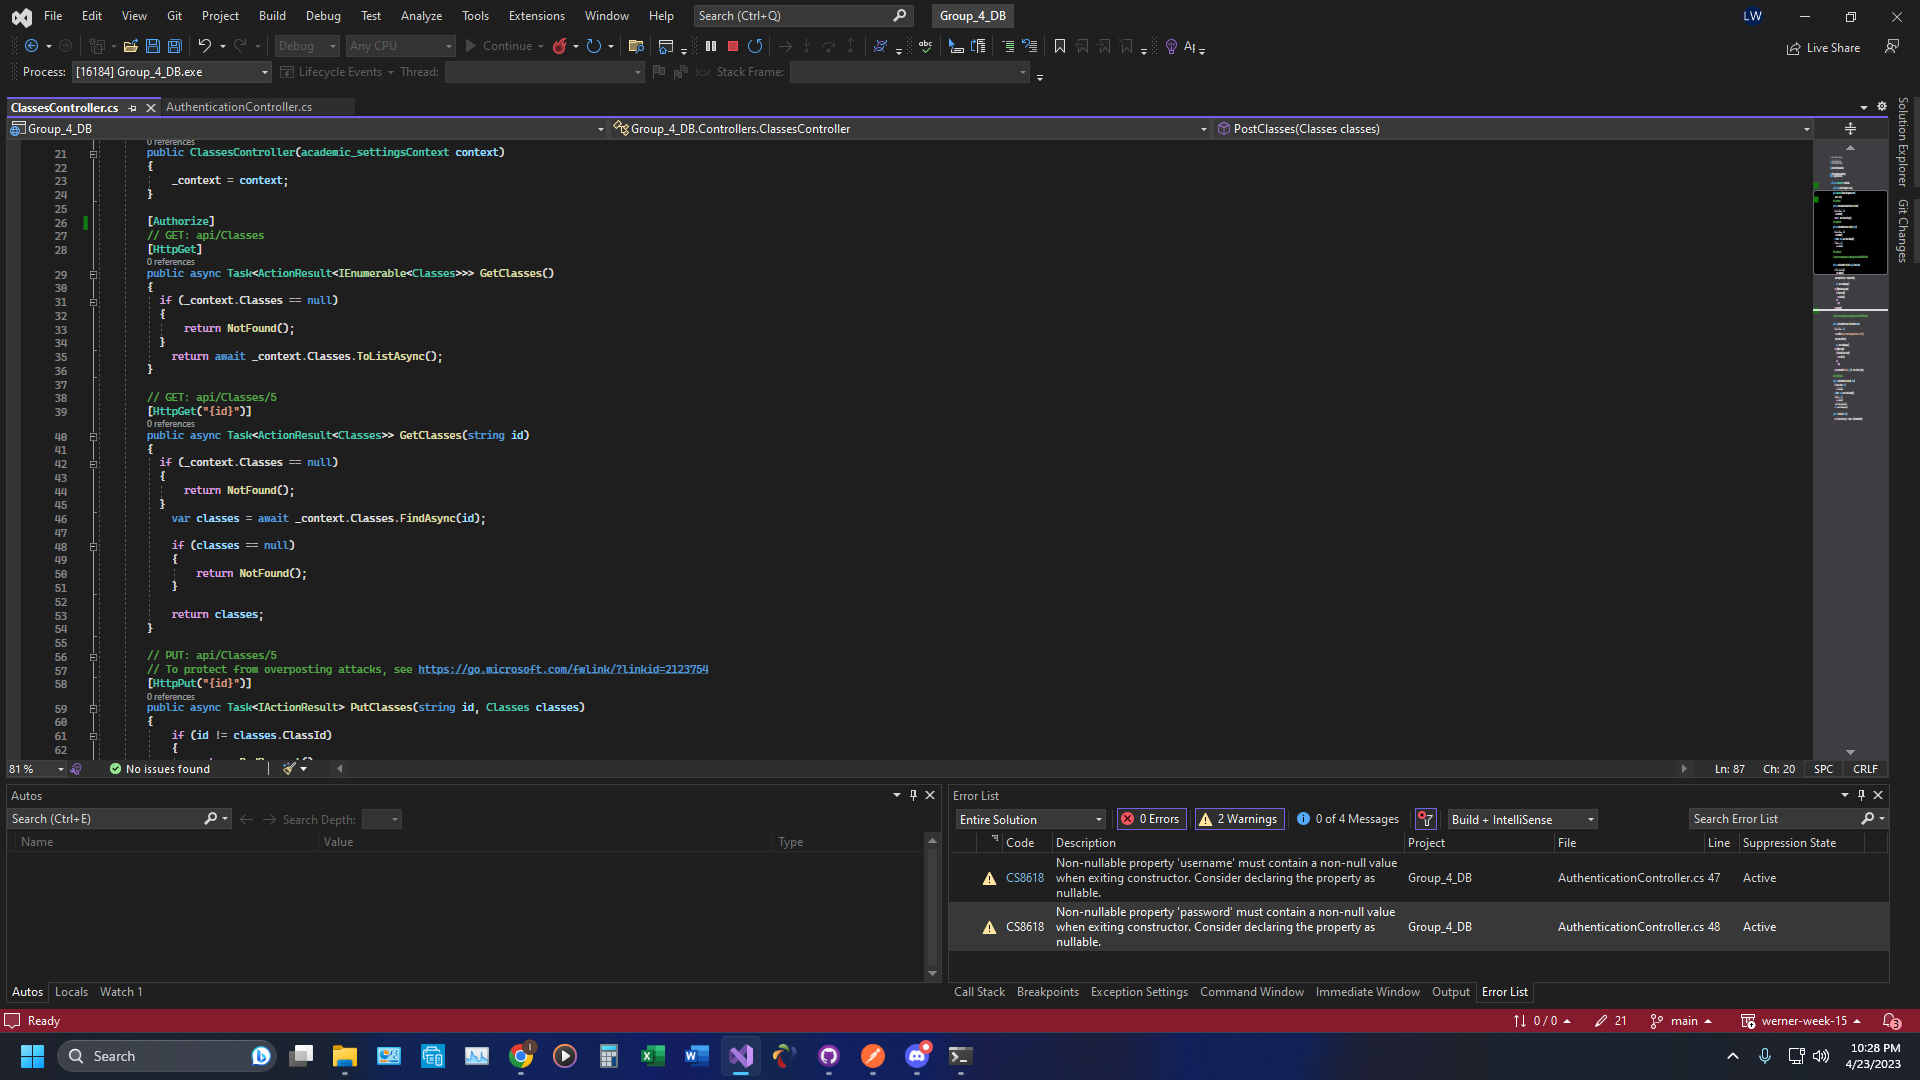 File Edit View Git Project Build Debug Test Analyze Tools Extensions Window Help Search (Ctrl+Q) Group_4_DB LW
Debug Any CPU Continue Live Share
Process: [16184] Group_4_DB.exe Lifecycle Events Thread: Stack Frame:
ClassesController.cs AuthenticationController.cs
Group_4_DB Group_4_DB.Controllers.ClassesController PostClasses(Classes classes)
0 references
21 public ClassesController(academic_settingsContext context)
22 {
23 _context = context;
24 }
25
26 [Authorize]
27 // GET: api/Classes
28 [HttpGet]
0 references
29 public async Task<ActionResult<IEnumerable<Classes>>> GetClasses()
30 {
31 if (_context.Classes == null)
32 {
33 return NotFound();
34 }
35 return await _context.Classes.ToListAsync();
36 }
37
38 // GET: api/Classes/5
39 [HttpGet("{id}")]
0 references
40 public async Task<ActionResult<Classes>> GetClasses(string id)
41 {
42 if (_context.Classes == null)
43 {
44 return NotFound();
45 }
46 var classes = await _context.Classes.FindAsync(id);
47
48 if (classes == null)
49 {
50 return NotFound();
51 }
52
53 return classes;
54 }
55
56 // PUT: api/Classes/5
57 // To protect from overposting attacks, see https://go.microsoft.com/fwlink/?linkid=2123754
58 [HttpPut("{id}")]
0 references
59 public async Task<IActionResult> PutClasses(string id, Classes classes)
60 {
61 if (id != classes.ClassId)
62 {
Solution Explorer
Git Changes
81 % No issues found Ln: 87 Ch: 20 SPC CRLF
Autos
Search (Ctrl+E) Search Depth:
Name Value Type
Autos Locals Watch 1
Error List
Entire Solution 0 Errors 2 Warnings 0 of 4 Messages Build + IntelliSense Search Error List
Code Description Project File Line Suppression State
CS8618 Non-nullable property 'username' must contain a non-null value when exiting constructor. Consider declaring the property as nullable. Group_4_DB AuthenticationController.cs 47 Active
CS8618 Non-nullable property 'password' must contain a non-null value when exiting constructor. Consider declaring the property as nullable. Group_4_DB AuthenticationController.cs 48 Active
Call Stack Breakpoints Exception Settings Command Window Immediate Window Output Error List
Ready 0 / 0 21 main werner-week-15 3
Search 10:28 PM
4/23/2023